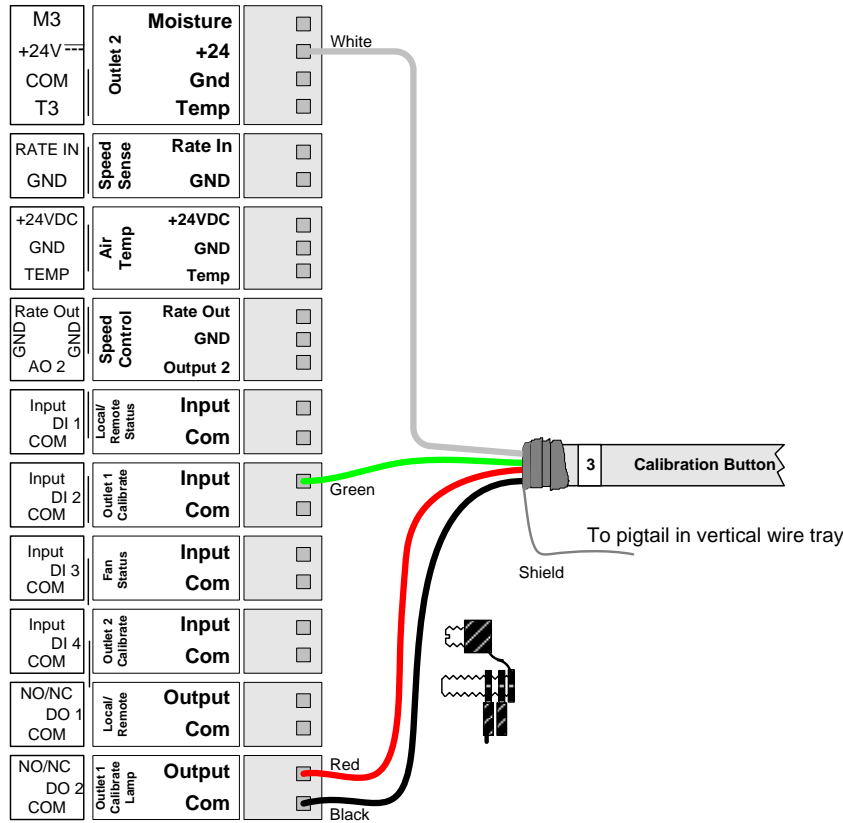 M3
+24V
COM
T3
Outlet 2
Moisture
+24
Gnd
Temp
White
RATE IN
GND
Speed
Sense
Rate In
GND
+24VDC
GND
TEMP
Air
Temp
+24VDC
GND
Temp
Rate Out
GND
GND
AO 2
Speed
Control
Rate Out
GND
Output 2
Input
DI 1
COM
Local/
Remote
Status
Input
Com
3
Calibration Button
Input
DI 2
COM
Outlet 1
Calibrate
Input
Com
Green
To pigtail in vertical wire tray
Shield
Input
DI 3
COM
Fan
Status
Input
Com
Input
DI 4
COM
Outlet 2
Calibrate
Input
Com
NO/NC
DO 1
COM
Local/
Remote
Output
Com
NO/NC
DO 2
COM
Outlet 1
Calibrate
Lamp
Output
Com
Red
Black